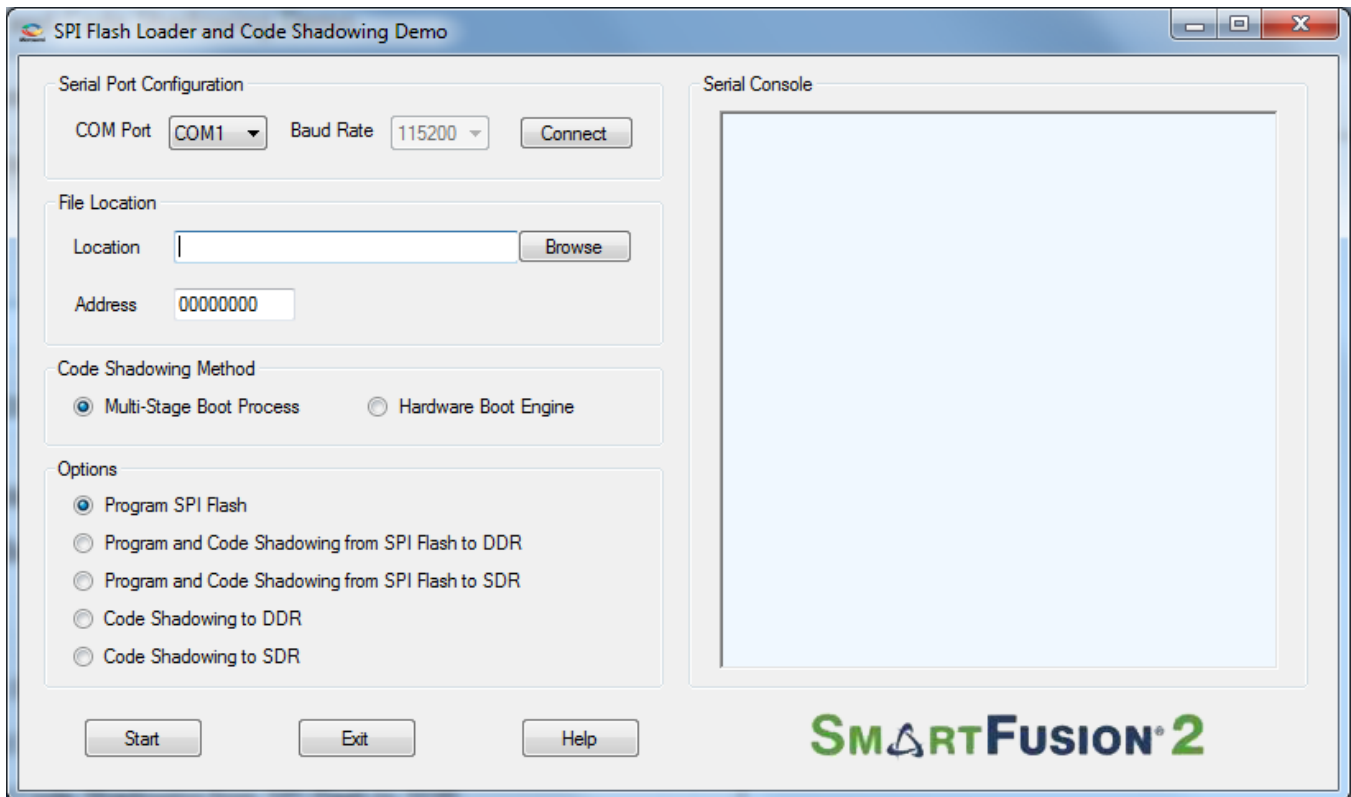 SPI Flash Loader and Code Shadowing Demo
Serial Port Configuration
COM Port COM1 Baud Rate 115200 Connect
File Location
Location Browse
Address 00000000
Code Shadowing Method
Multi-Stage Boot Process Hardware Boot Engine
Options
Program SPI Flash
Program and Code Shadowing from SPI Flash to DDR
Program and Code Shadowing from SPI Flash to SDR
Code Shadowing to DDR
Code Shadowing to SDR
Start Exit Help
Serial Console
SMARTFUSION® 2